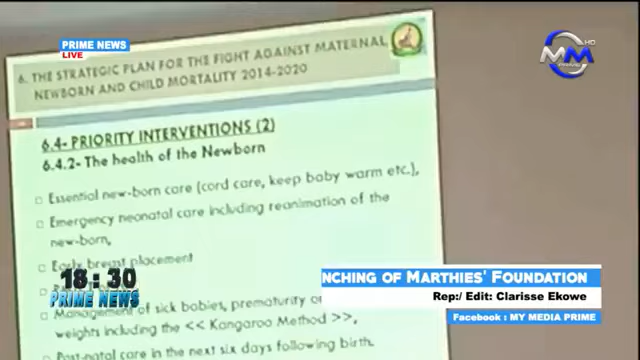 PRIME NEWS
LIVE
HD
MM
6. THE STRATEGIC PLAN FOR THE FIGHT AGAINST MATERNAL
NEWBORN AND CHILD MORTALITY 2014-2020
6.4- PRIORITY INTERVENTIONS (2)
6.4.2- The health of the Newborn
Essential new-born care (cord care, keep baby warm etc.),
Emergency neonatal care including reanimation of the
new-born,
Early breast placement
18:30
PRIME NEWS
NCHING OF MARTHIES' FOUNDATION
Rep:/ Edit: Clarisse Ekowe
Management of sick babies, prematurity or
weights including the << Kangaroo Method >>,
Facebook : MY MEDIA PRIME
Post-natal care in the next six days following birth.